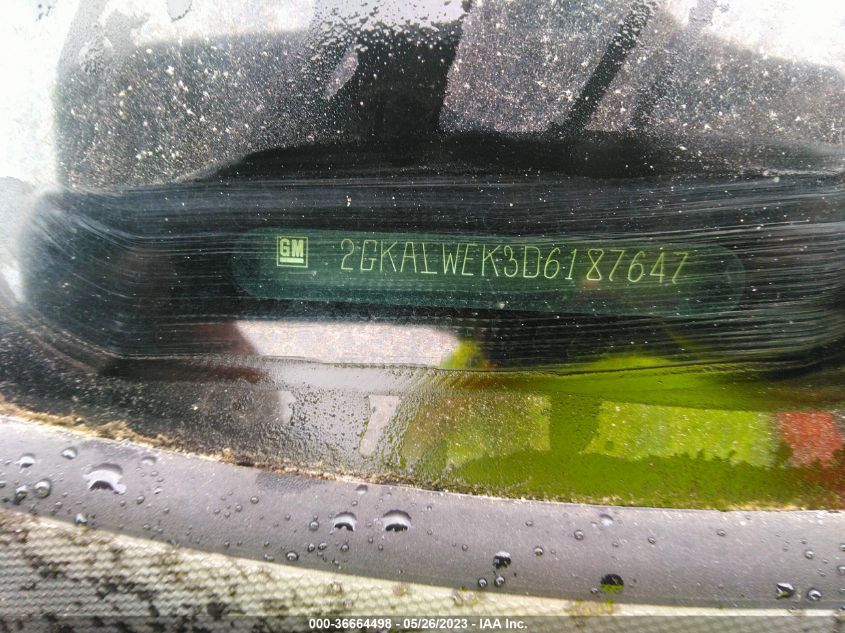 GM 2GKALWEK3D6187647
000-36664498 - 05/26/2023 - IAA Inc.